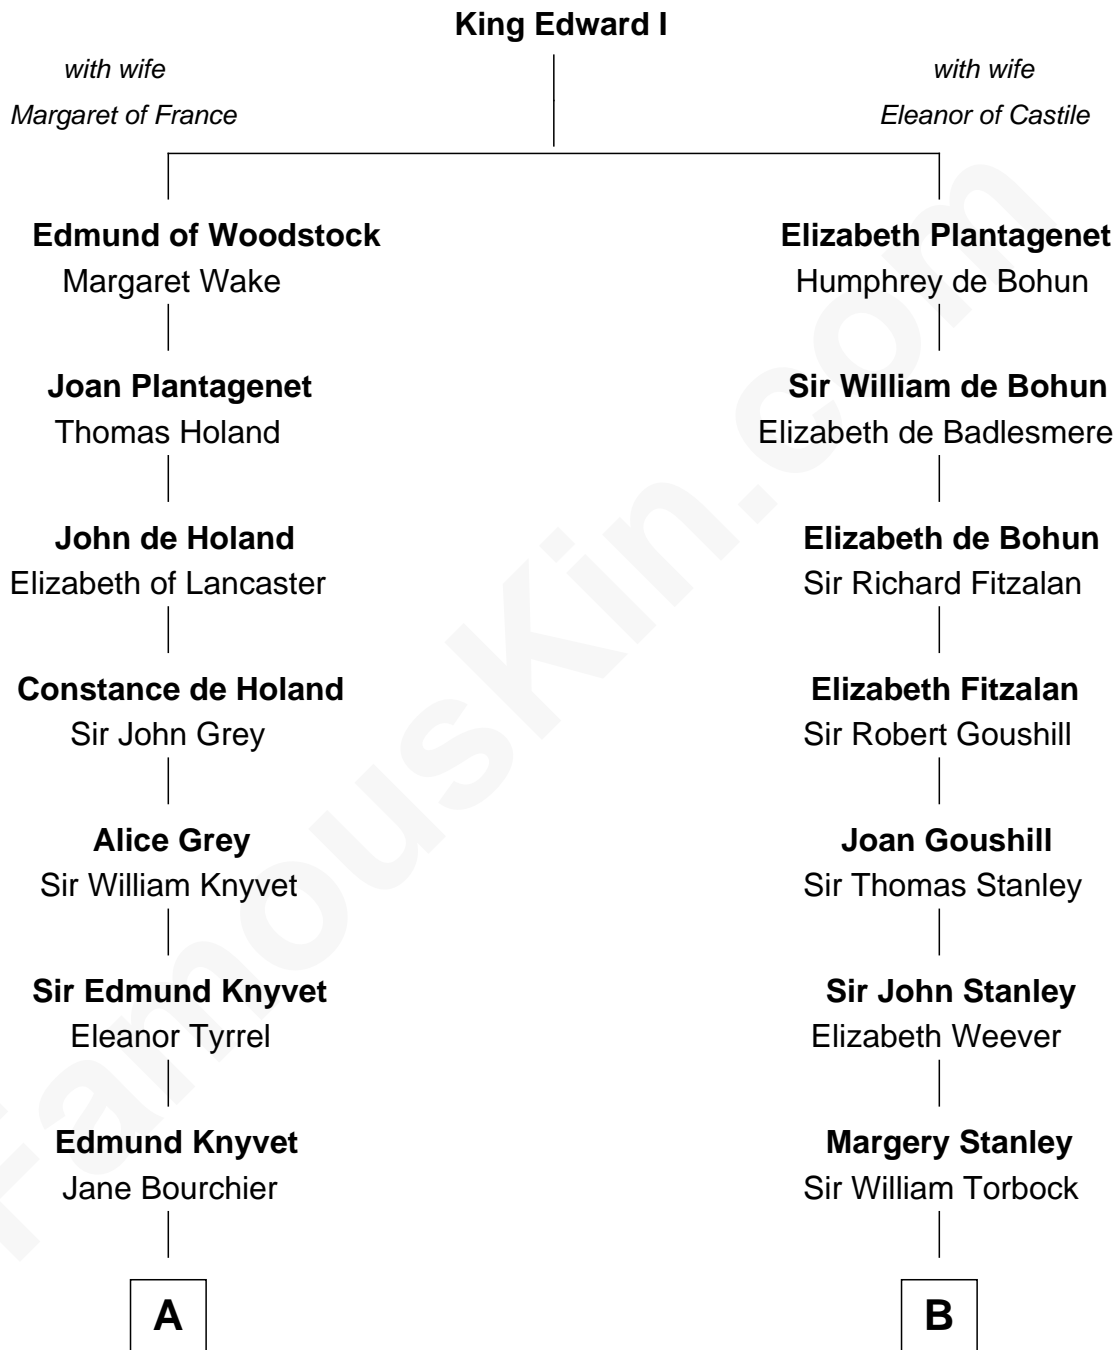 King Edward I
with wife
Margaret of France
with wife
Eleanor of Castile
Edmund of Woodstock
Margaret Wake
Elizabeth Plantagenet
Humphrey de Bohun
Joan Plantagenet
Thomas Holand
Sir William de Bohun
Elizabeth de Badlesmere
John de Holand
Elizabeth of Lancaster
Elizabeth de Bohun
Sir Richard Fitzalan
Constance de Holand
Sir John Grey
Elizabeth Fitzalan
Sir Robert Goushill
Alice Grey
Sir William Knyvet
Joan Goushill
Sir Thomas Stanley
Sir Edmund Knyvet
Eleanor Tyrrel
Sir John Stanley
Elizabeth Weever
Edmund Knyvet
Jane Bourchier
Margery Stanley
Sir William Torbock
A
B
FamousKin.com